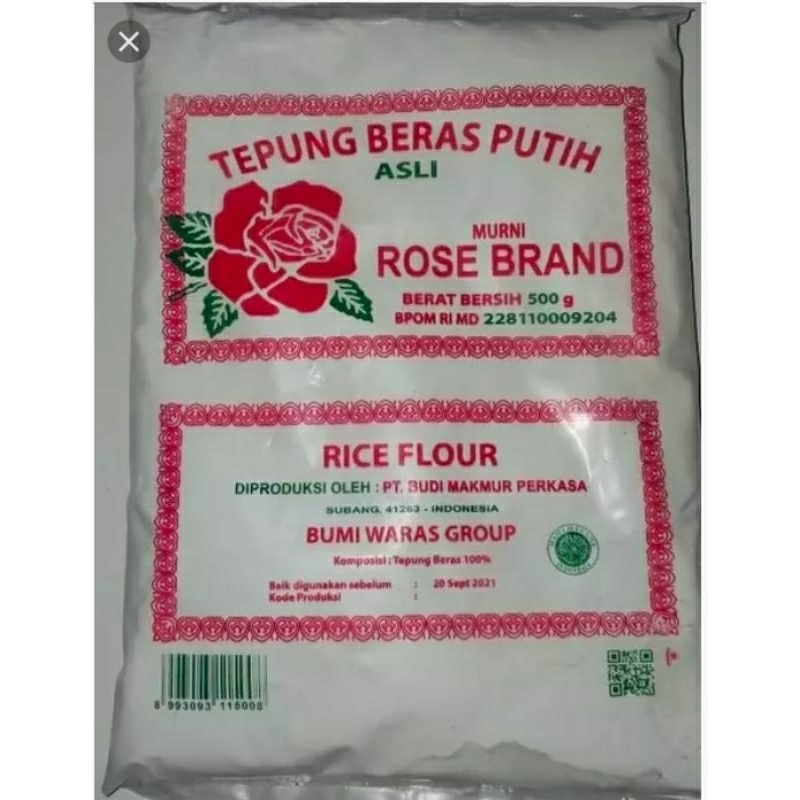 TEPUNG BERAS PUTIH
ASLI
MURNI
ROSE BRAND
BERAT BERSIH 500 g
BPOM RI MD 228110009204
RICE FLOUR
DIPRODUKSI OLEH : PT. BUDI MAKMUR PERKASA
SUBANG, 41263 - INDONESIA
BUMI WARAS GROUP
Komposisi : Tepung Beras 100%
Baik digunakan sebelum : 20 Sept 2021
Kode Produksi :
8 993093 115008